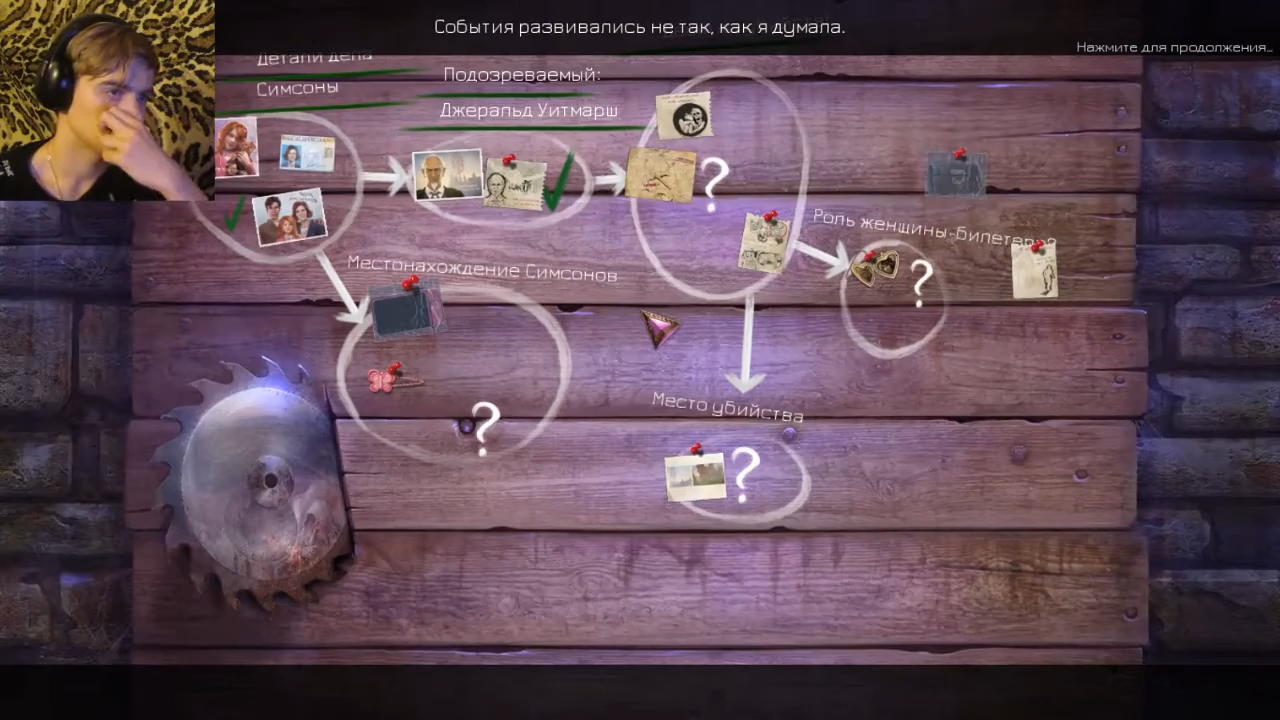 События развивались не так, как я думала.
Нажмите для продолжения...
Детали дела
Симсоны
Подозреваемый:
Джеральд Уитмарш
Роль женщины-билетёра?
Местонахождение Симсонов
Место убийства